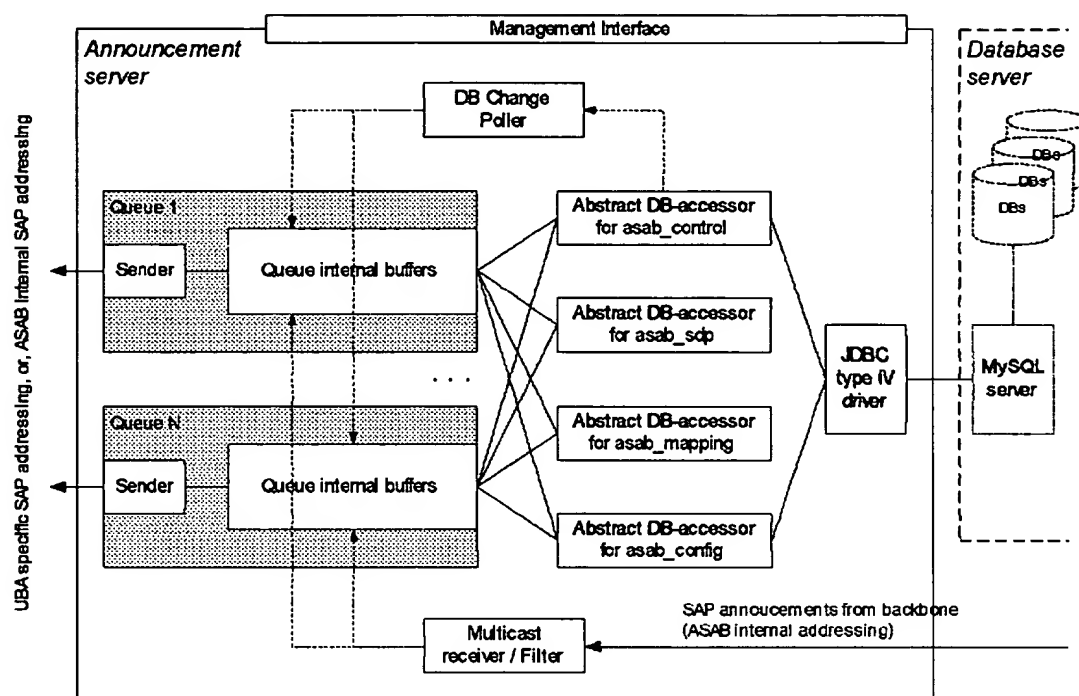 Management Interface
Announcement
server
Database
server
DB Change
Poller
DBs
DBs
DBs
Queue 1
Sender
Queue internal buffers
Abstract DB-accessor
for asab_control
Abstract DB-accessor
for asab_sdp
JDBC
type IV
driver
MySQL
server
. . .
Queue N
Sender
Queue internal buffers
Abstract DB-accessor
for asab_mapping
Abstract DB-accessor
for asab_config
SAP annoucements from backbone
(ASAB internal addressing)
Multicast
receiver / Filter
UBA specific SAP addressing, or, ASAB Internal SAP addressing